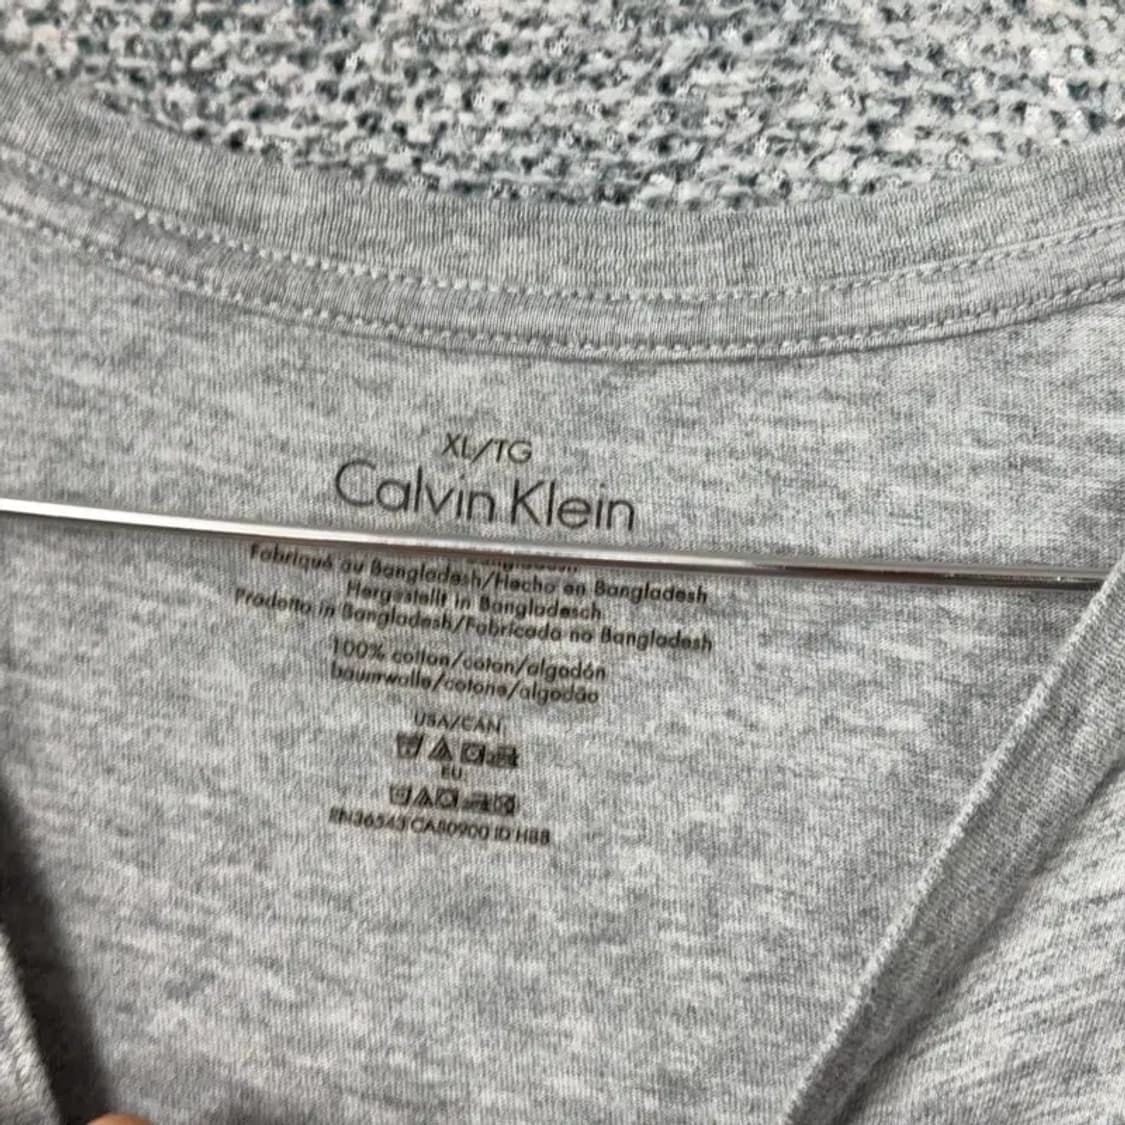 XL/TG
Calvin Klein
Fabriqué au Bangladesh/Hecho en Bangladesh
Hergestellt in Bangladesch
Prodotto in Bangladesh/Fabricado no Bangladesh
100% cotton/coton/algodón
baumwolle/cotone/algodão
USA/CAN
EU
RN36543 CA50900 ID HBB